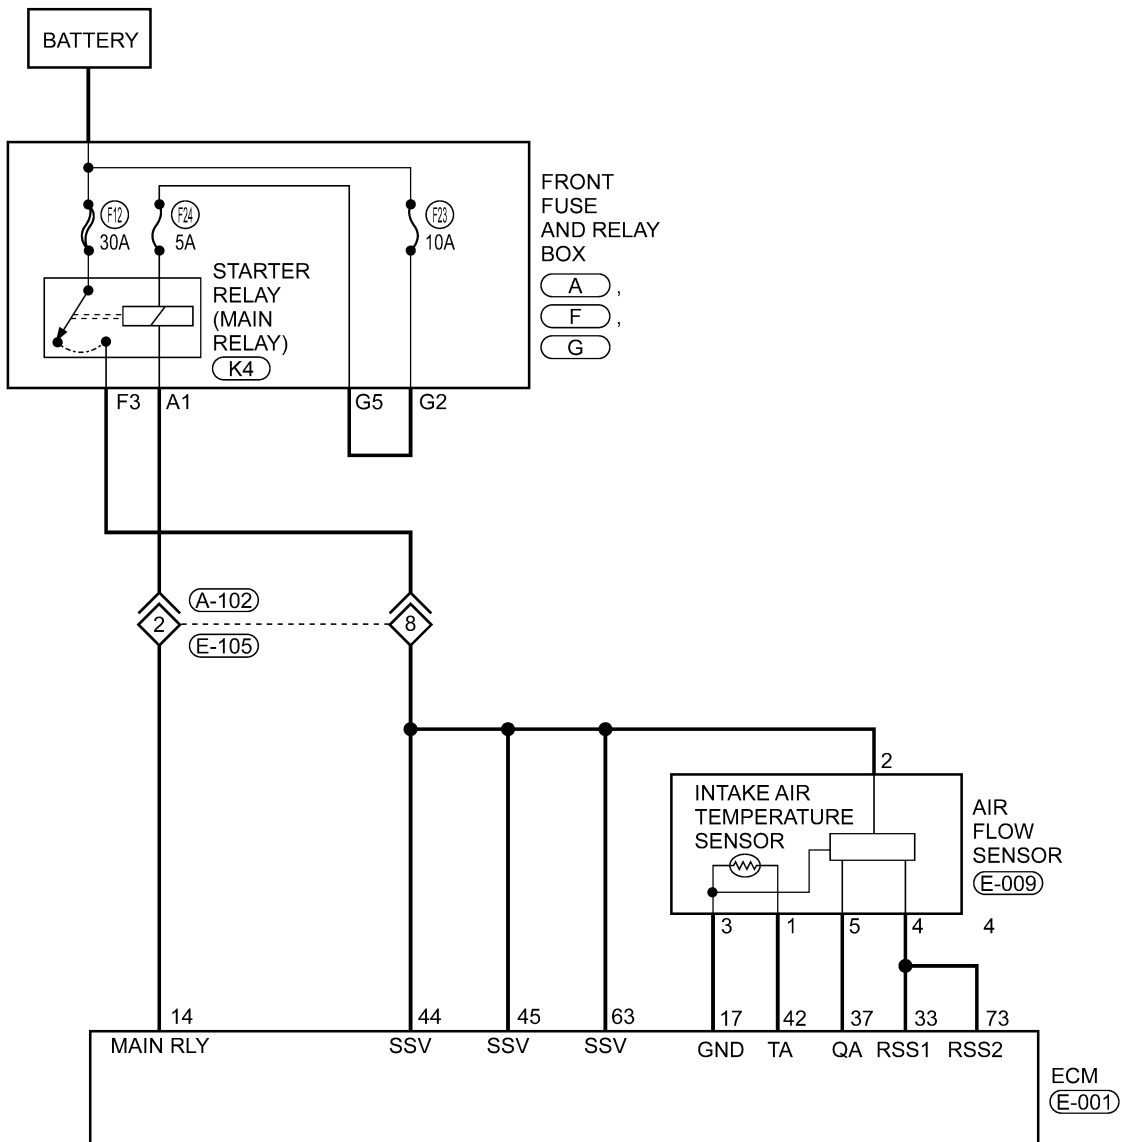 BATTERY
FRONT
FUSE
AND RELAY
BOX
A ,
F ,
G
F12
30A
F24
5A
F23
10A
STARTER
RELAY
(MAIN
RELAY)
K4
F3
A1
G5
G2
A-102
2
8
E-105
2
INTAKE AIR
TEMPERATURE
SENSOR
AIR
FLOW
SENSOR
E-009
3
1
5
4
4
14
44
45
63
17
42
37
33
73
MAIN RLY
SSV
SSV
SSV
GND
TA
QA
RSS1
RSS2
ECM
E-001